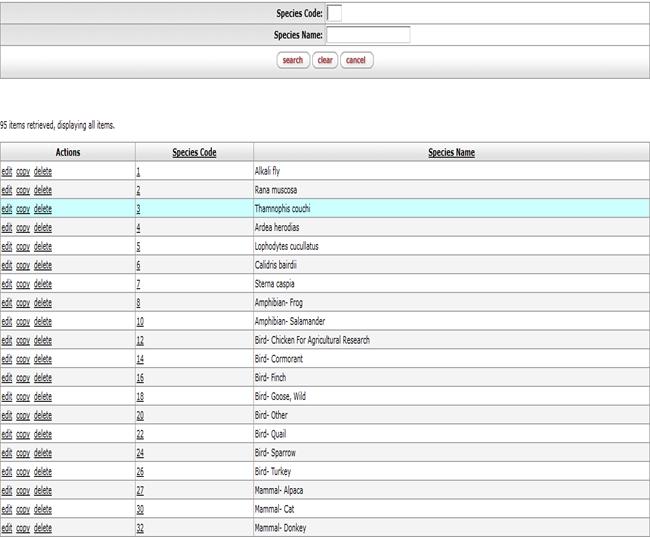 Species Code:
Species Name:
search clear cancel
95 items retrieved, displaying all items.
Actions Species Code Species Name
edit copy delete 1 Alkali fly
edit copy delete 2 Rana muscosa
edit copy delete 3 Thamnophis couchi
edit copy delete 4 Ardea herodias
edit copy delete 5 Lophodytes cucullatus
edit copy delete 6 Calidris bairdii
edit copy delete 7 Sterna caspia
edit copy delete 8 Amphibian- Frog
edit copy delete 10 Amphibian- Salamander
edit copy delete 12 Bird- Chicken For Agricultural Research
edit copy delete 14 Bird- Cormorant
edit copy delete 16 Bird- Finch
edit copy delete 18 Bird- Goose, Wild
edit copy delete 20 Bird- Other
edit copy delete 22 Bird- Quail
edit copy delete 24 Bird- Sparrow
edit copy delete 26 Bird- Turkey
edit copy delete 27 Mammal- Alpaca
edit copy delete 30 Mammal- Cat
edit copy delete 32 Mammal- Donkey